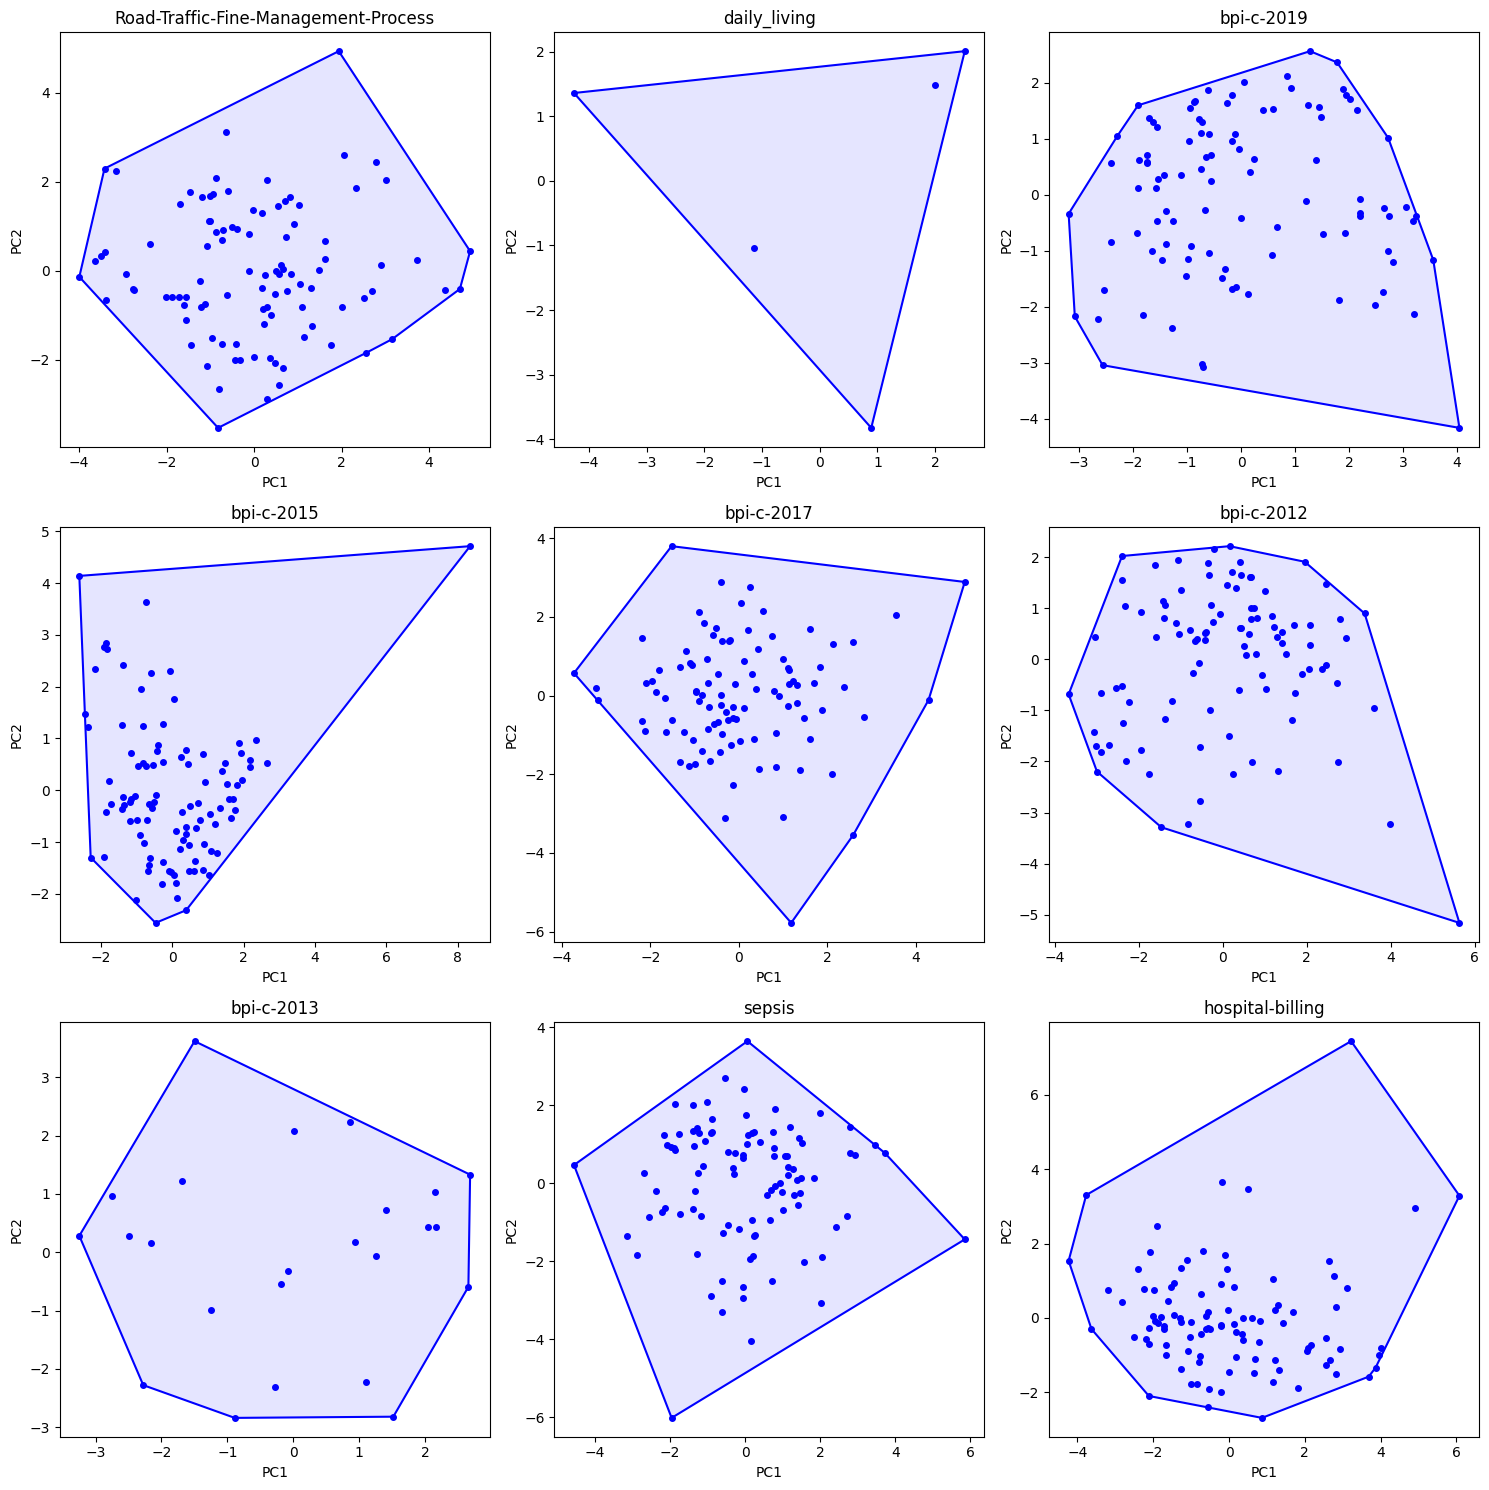 Road-Traffic-Fine-Management-Process
daily_living
bpi-c-2019
PC2
4
2
0
−2
−4 −2 0 2 4
PC1
PC2
2
1
0
−1
−2
−3
−4
−4 −3 −2 −1 0 1 2
PC1
PC2
2
1
0
−1
−2
−3
−4
−3 −2 −1 0 1 2 3 4
PC1
bpi-c-2015
bpi-c-2017
bpi-c-2012
PC2
5
4
3
2
1
0
−1
−2
−2 0 2 4 6 8
PC1
PC2
4
2
0
−2
−4
−6
−4 −2 0 2 4
PC1
PC2
2
1
0
−1
−2
−3
−4
−5
−4 −2 0 2 4 6
PC1
bpi-c-2013
sepsis
hospital-billing
PC2
3
2
1
0
−1
−2
−3
−3 −2 −1 0 1 2
PC1
PC2
4
2
0
−2
−4
−6
−4 −2 0 2 4 6
PC1
PC2
6
4
2
0
−2
−4 −2 0 2 4 6
PC1